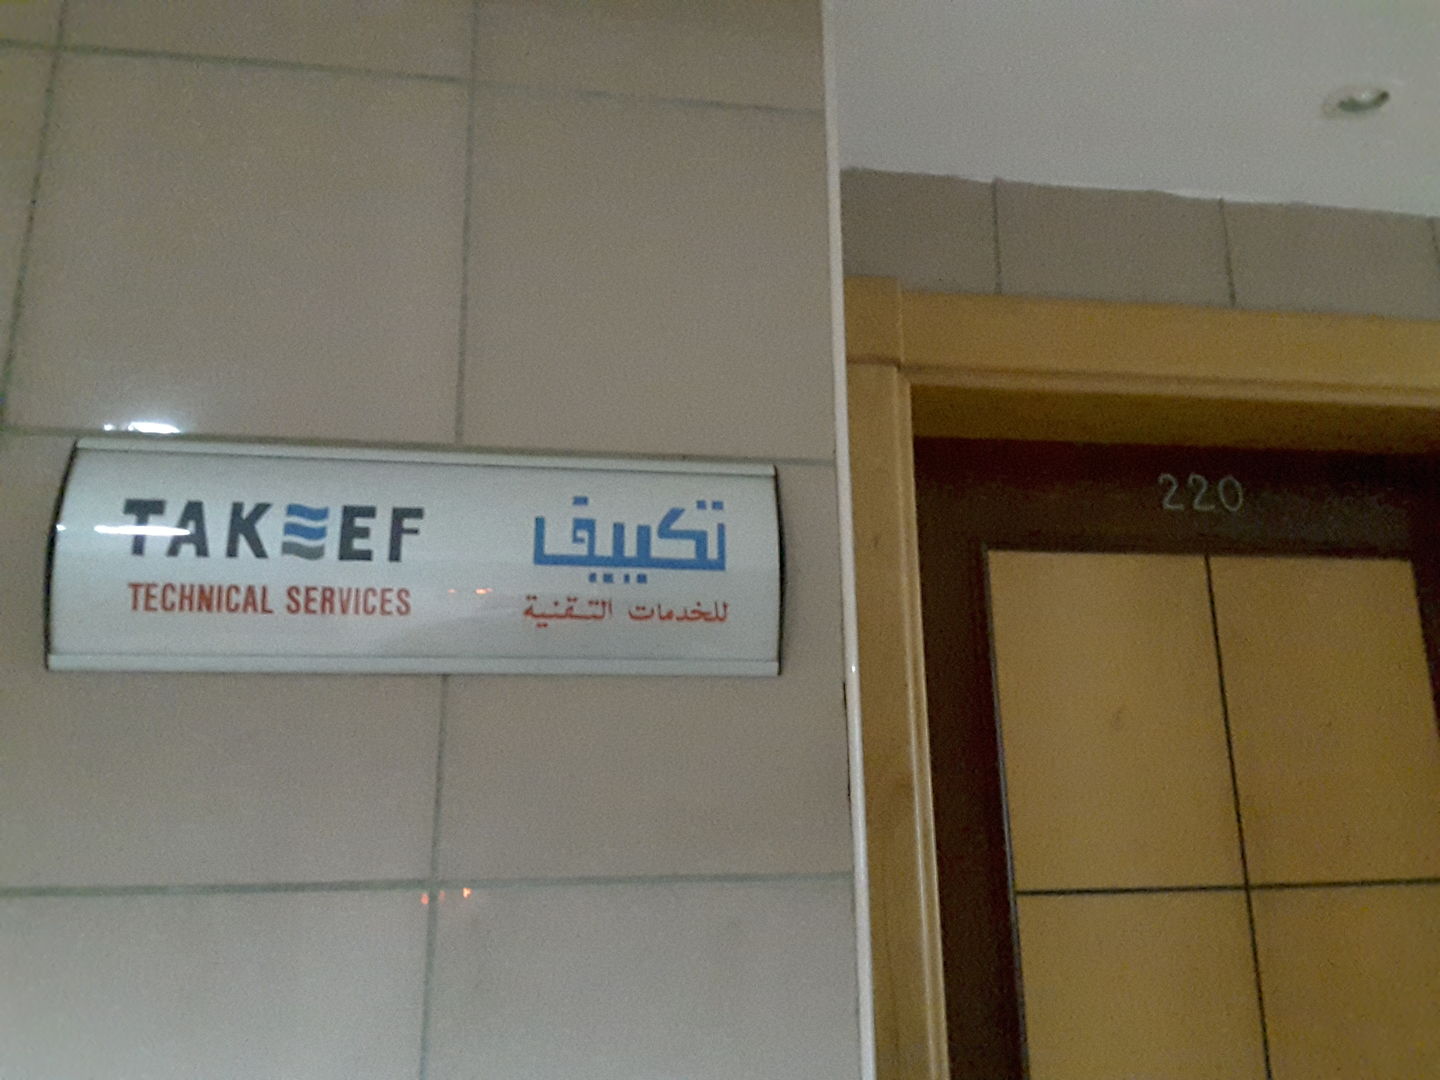 TAKEEF
TECHNICAL SERVICES
تكييف
للخدمات التقنية
220